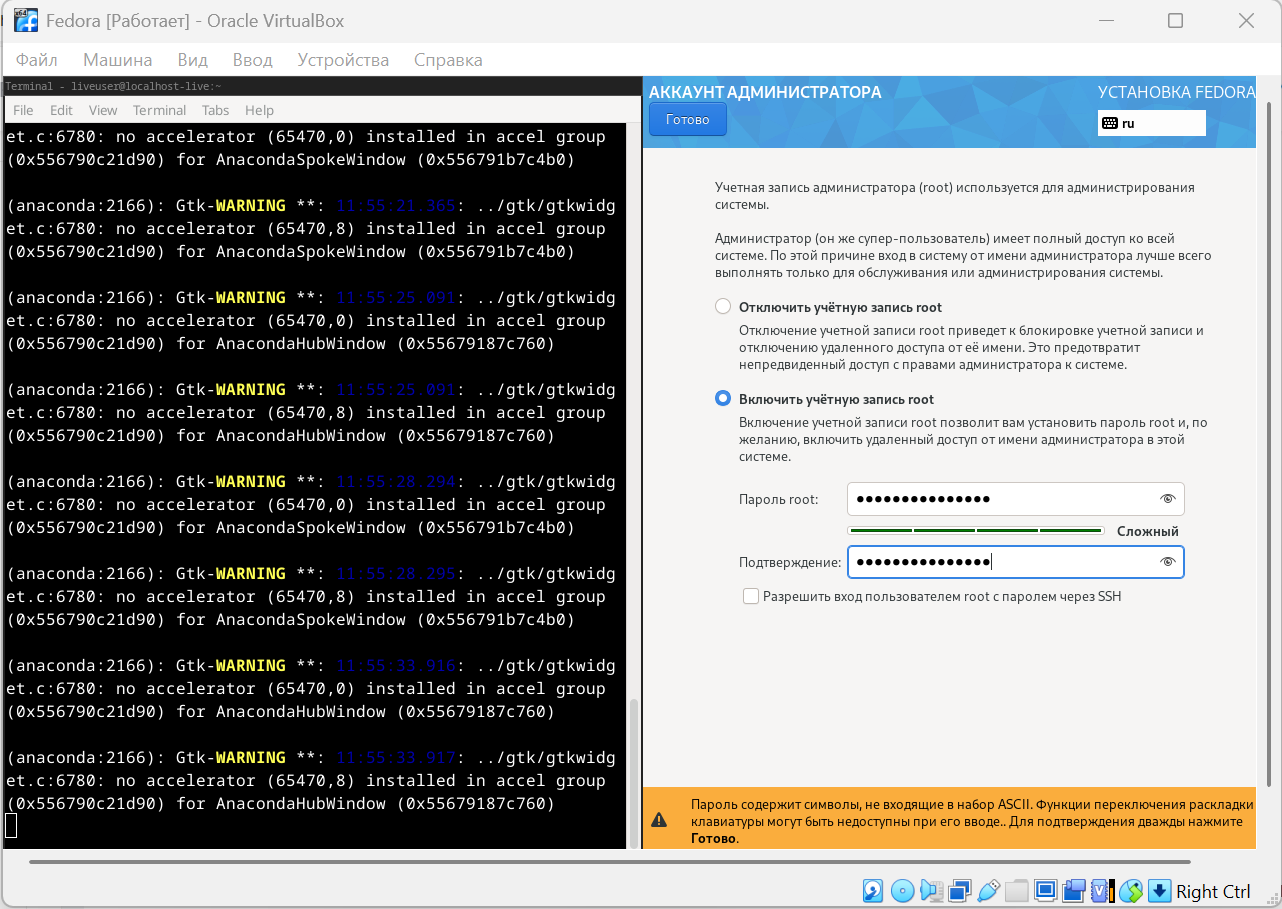 Fedora [Работает] - Oracle VirtualBox
Файл Машина Вид Ввод Устройства Справка
Terminal - liveuser@localhost-live:~
File Edit View Terminal Tabs Help
et.c:6780: no accelerator (65470,0) installed in accel group
(0x556790c21d90) for AnacondaSpokeWindow (0x556791b7c4b0)
(anaconda:2166): Gtk-WARNING **: 11:55:21.365: ../gtk/gtkwidg
et.c:6780: no accelerator (65470,8) installed in accel group
(0x556790c21d90) for AnacondaSpokeWindow (0x556791b7c4b0)
(anaconda:2166): Gtk-WARNING **: 11:55:25.091: ../gtk/gtkwidg
et.c:6780: no accelerator (65470,0) installed in accel group
(0x556790c21d90) for AnacondaHubWindow (0x55679187c760)
(anaconda:2166): Gtk-WARNING **: 11:55:25.091: ../gtk/gtkwidg
et.c:6780: no accelerator (65470,8) installed in accel group
(0x556790c21d90) for AnacondaHubWindow (0x55679187c760)
(anaconda:2166): Gtk-WARNING **: 11:55:28.294: ../gtk/gtkwidg
et.c:6780: no accelerator (65470,0) installed in accel group
(0x556790c21d90) for AnacondaSpokeWindow (0x556791b7c4b0)
(anaconda:2166): Gtk-WARNING **: 11:55:28.295: ../gtk/gtkwidg
et.c:6780: no accelerator (65470,8) installed in accel group
(0x556790c21d90) for AnacondaSpokeWindow (0x556791b7c4b0)
(anaconda:2166): Gtk-WARNING **: 11:55:33.916: ../gtk/gtkwidg
et.c:6780: no accelerator (65470,0) installed in accel group
(0x556790c21d90) for AnacondaHubWindow (0x55679187c760)
(anaconda:2166): Gtk-WARNING **: 11:55:33.917: ../gtk/gtkwidg
et.c:6780: no accelerator (65470,8) installed in accel group
(0x556790c21d90) for AnacondaHubWindow (0x55679187c760)
АККАУНТ АДМИНИСТРАТОРА
УСТАНОВКА FEDORA
Готово
ru
Учетная запись администратора (root) используется для администрирования
системы.
Администратор (он же супер-пользователь) имеет полный доступ ко всей
системе. По этой причине вход в систему от имени администратора лучше всего
выполнять только для обслуживания или администрирования системы.
Отключить учётную запись root
Отключение учетной записи root приведет к блокировке учетной записи и
отключению удаленного доступа от её имени. Это предотвратит
непредвиденный доступ с правами администратора к системе.
Включить учётную запись root
Включение учетной записи root позволит вам установить пароль root и, по
желанию, включить удаленный доступ от имени администратора в этой
системе.
Пароль root: ●●●●●●●●●●●●●●●
Сложный
Подтверждение: ●●●●●●●●●●●●●●●
Разрешить вход пользователем root с паролем через SSH
Пароль содержит символы, не входящие в набор ASCII. Функции переключения раскладки
клавиатуры могут быть недоступны при его вводе.. Для подтверждения дважды нажмите
Готово.
Right Ctrl